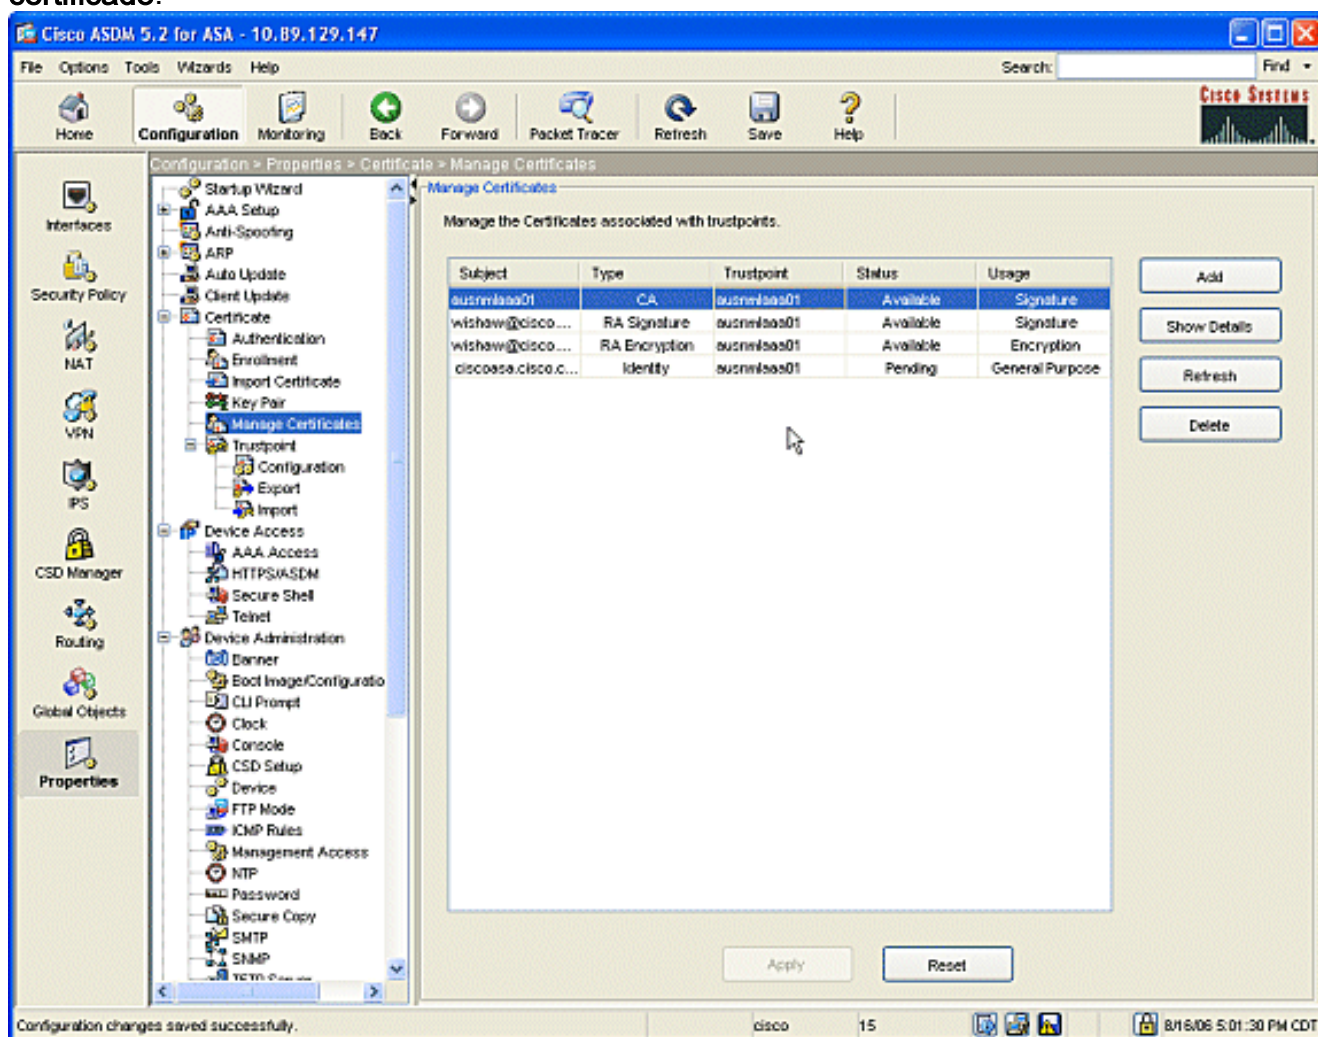 certificado.
Cisco ASDM 5.2 for ASA - 10.89.129.147
File Options Tools Wizards Help Search: Find
Home Configuration Monitoring Back Forward Packet Tracer Refresh Save Help
CISCO SYSTEMS
Configuration > Properties > Certificate > Manage Certificates
Interfaces
Security Policy
NAT
VPN
IPS
CSD Manager
Routing
Global Objects
Properties
Startup Wizard
AAA Setup
Anti-Spoofing
ARP
Auto Update
Client Update
Certificate
Authentication
Enrollment
Import Certificate
Key Pair
Manage Certificates
Trustpoint
Configuration
Export
Import
Device Access
AAA Access
HTTPS/ASDM
Secure Shell
Telnet
Device Administration
Banner
Boot Image/Configuratio
CLI Prompt
Clock
Console
CSD Setup
Device
FTP Mode
ICMP Rules
Management Access
NTP
Password
Secure Copy
SMTP
SNMP
Manage Certificates
Manage the Certificates associated with trustpoints.
Subject Type Trustpoint Status Usage
ausnmlaaa01 CA ausnmlaaa01 Available Signature
wishaw@cisco.... RA Signature ausnmlaaa01 Available Signature
wishaw@cisco.... RA Encryption ausnmlaaa01 Available Encryption
ciscoasa.cisco.c... Identity ausnmlaaa01 Pending General Purpose
Add
Show Details
Refresh
Delete
Apply Reset
Configuration changes saved successfully. cisco 15 8/16/06 5:01:30 PM CDT